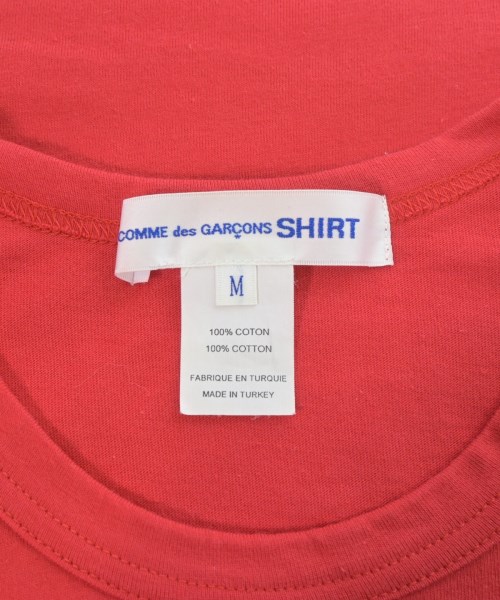 COMME des GARÇONS SHIRT
M
100% COTON
100% COTTON
FABRIQUE EN TURQUIE
MADE IN TURKEY